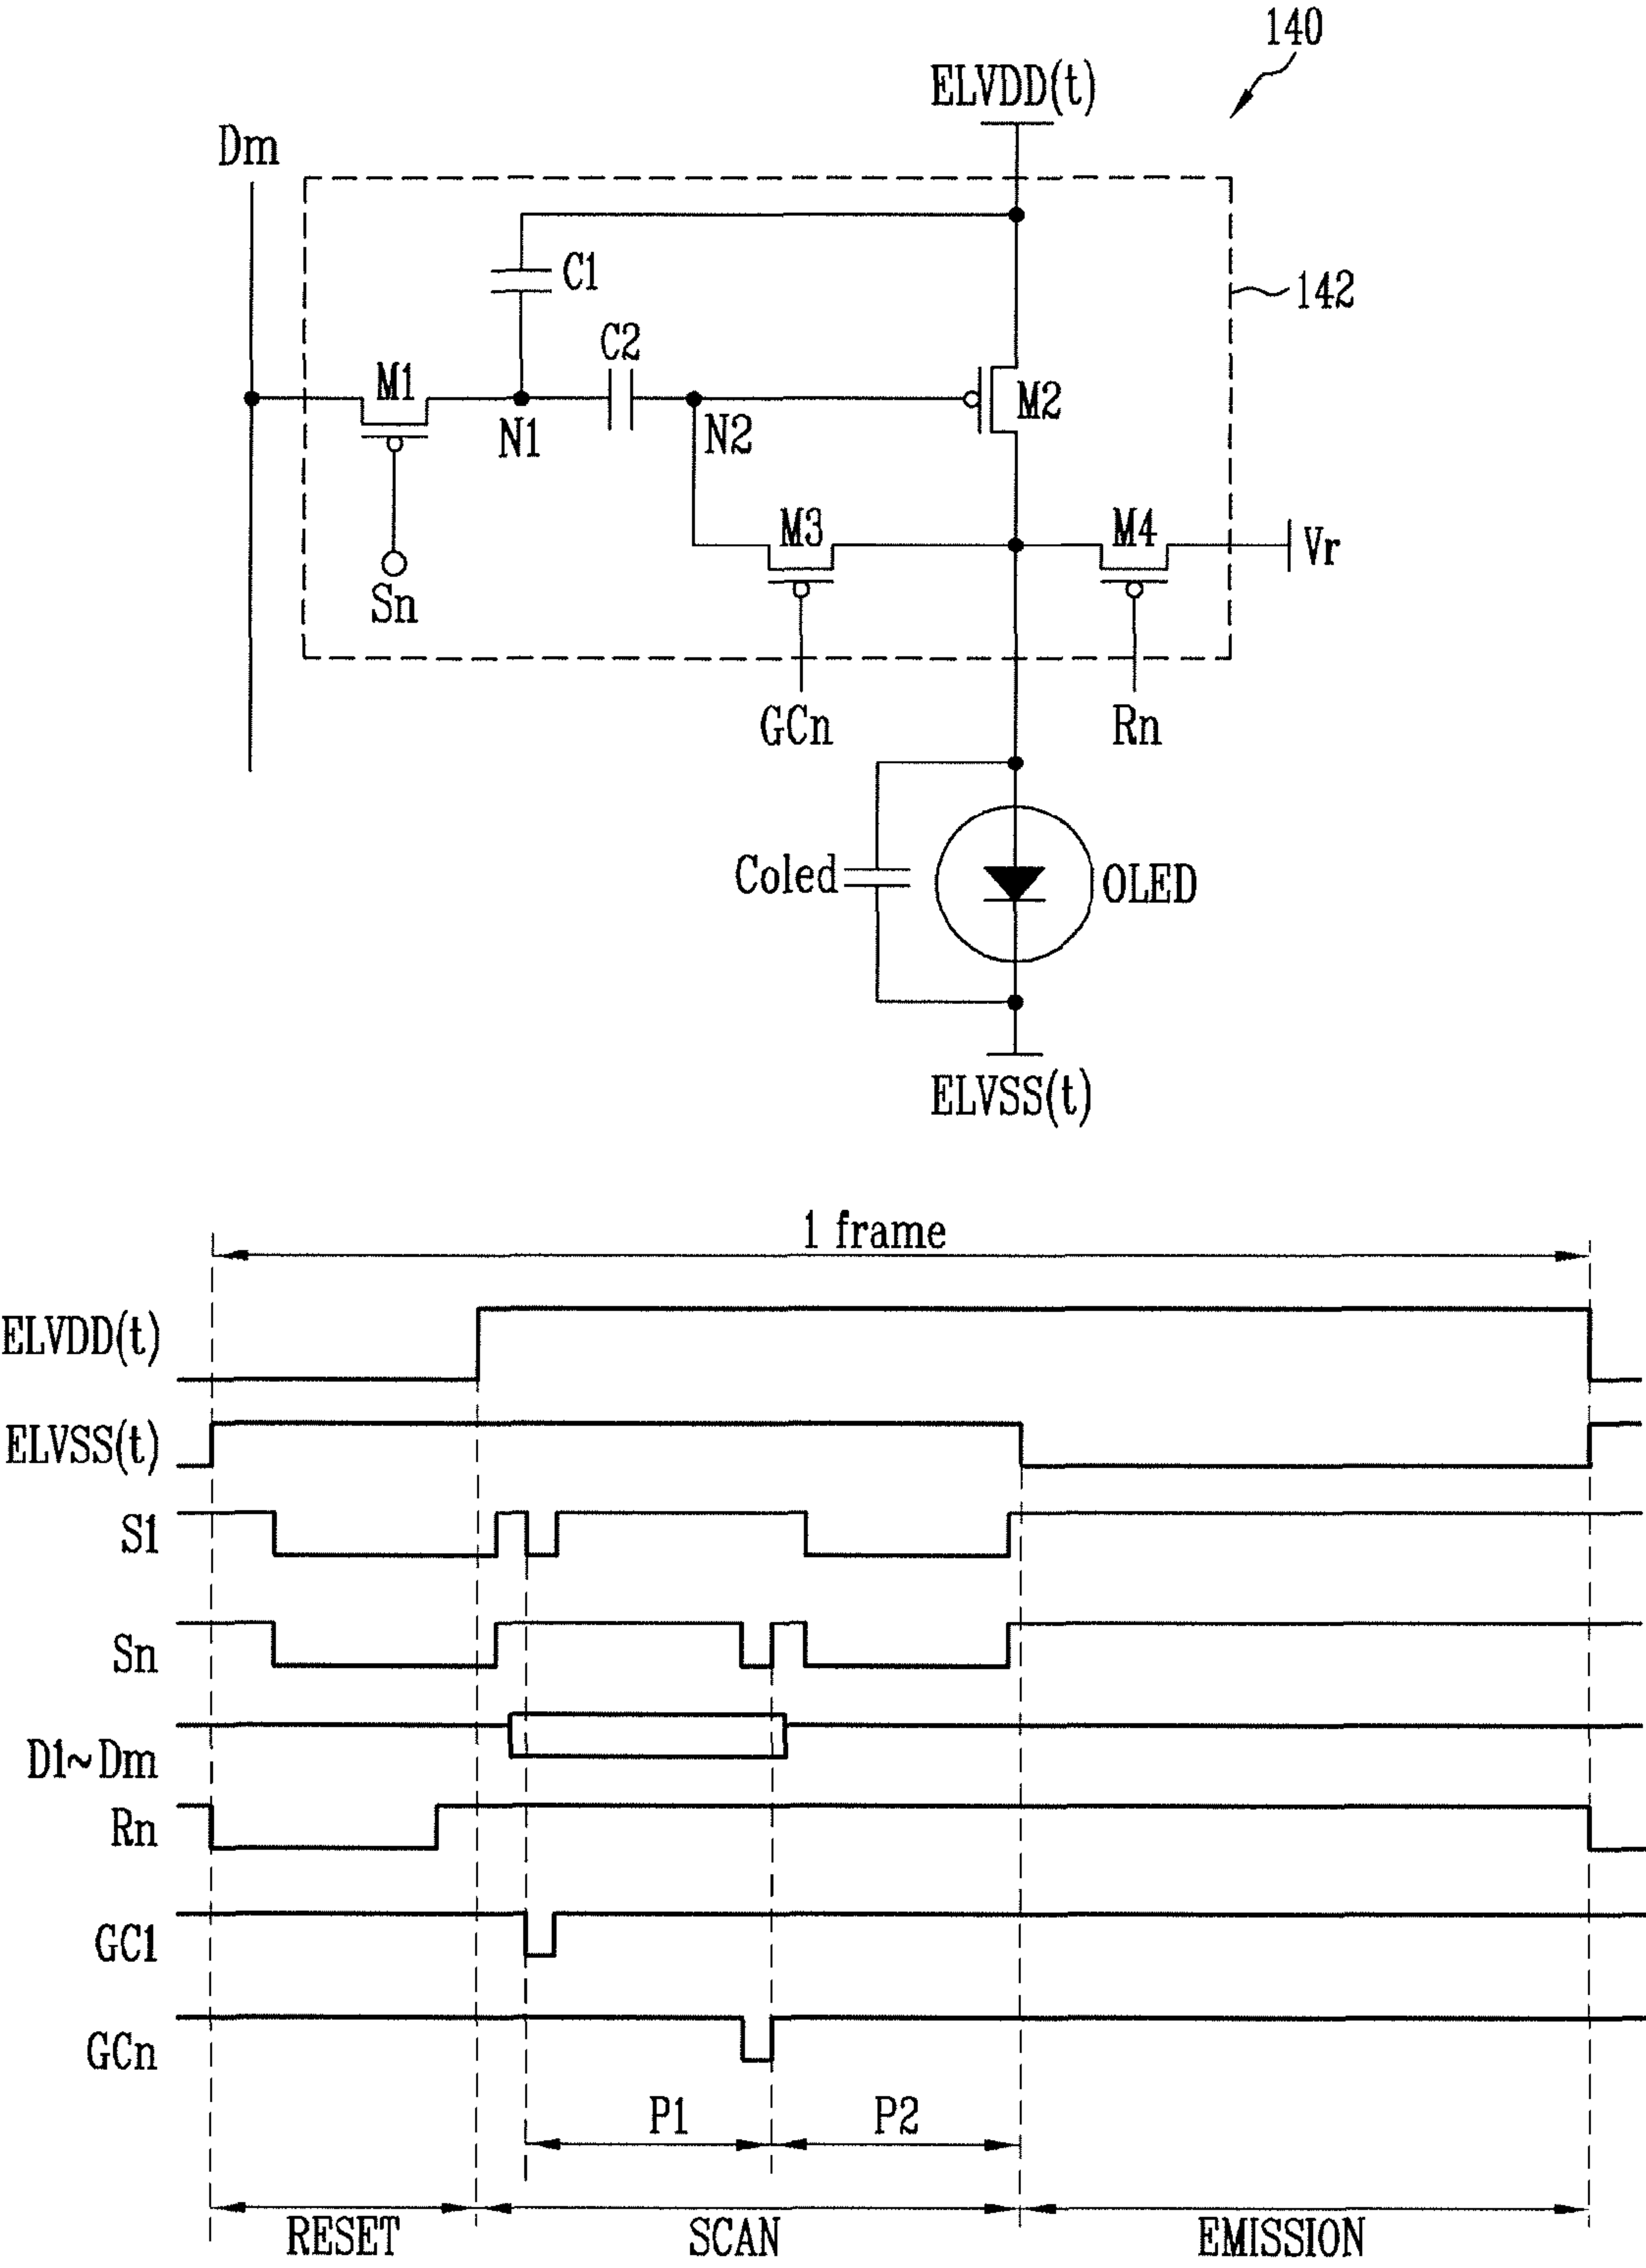 140
ELVDD(t)
Dm
C1
142
C2
M1
M2
N1
N2
M3
M4
Vr
Sn
GCn
Rn
Coled
OLED
ELVSS(t)
1 frame
ELVDD(t)
ELVSS(t)
S1
Sn
D1~Dm
Rn
GC1
GCn
P1
P2
RESET
SCAN
EMISSION